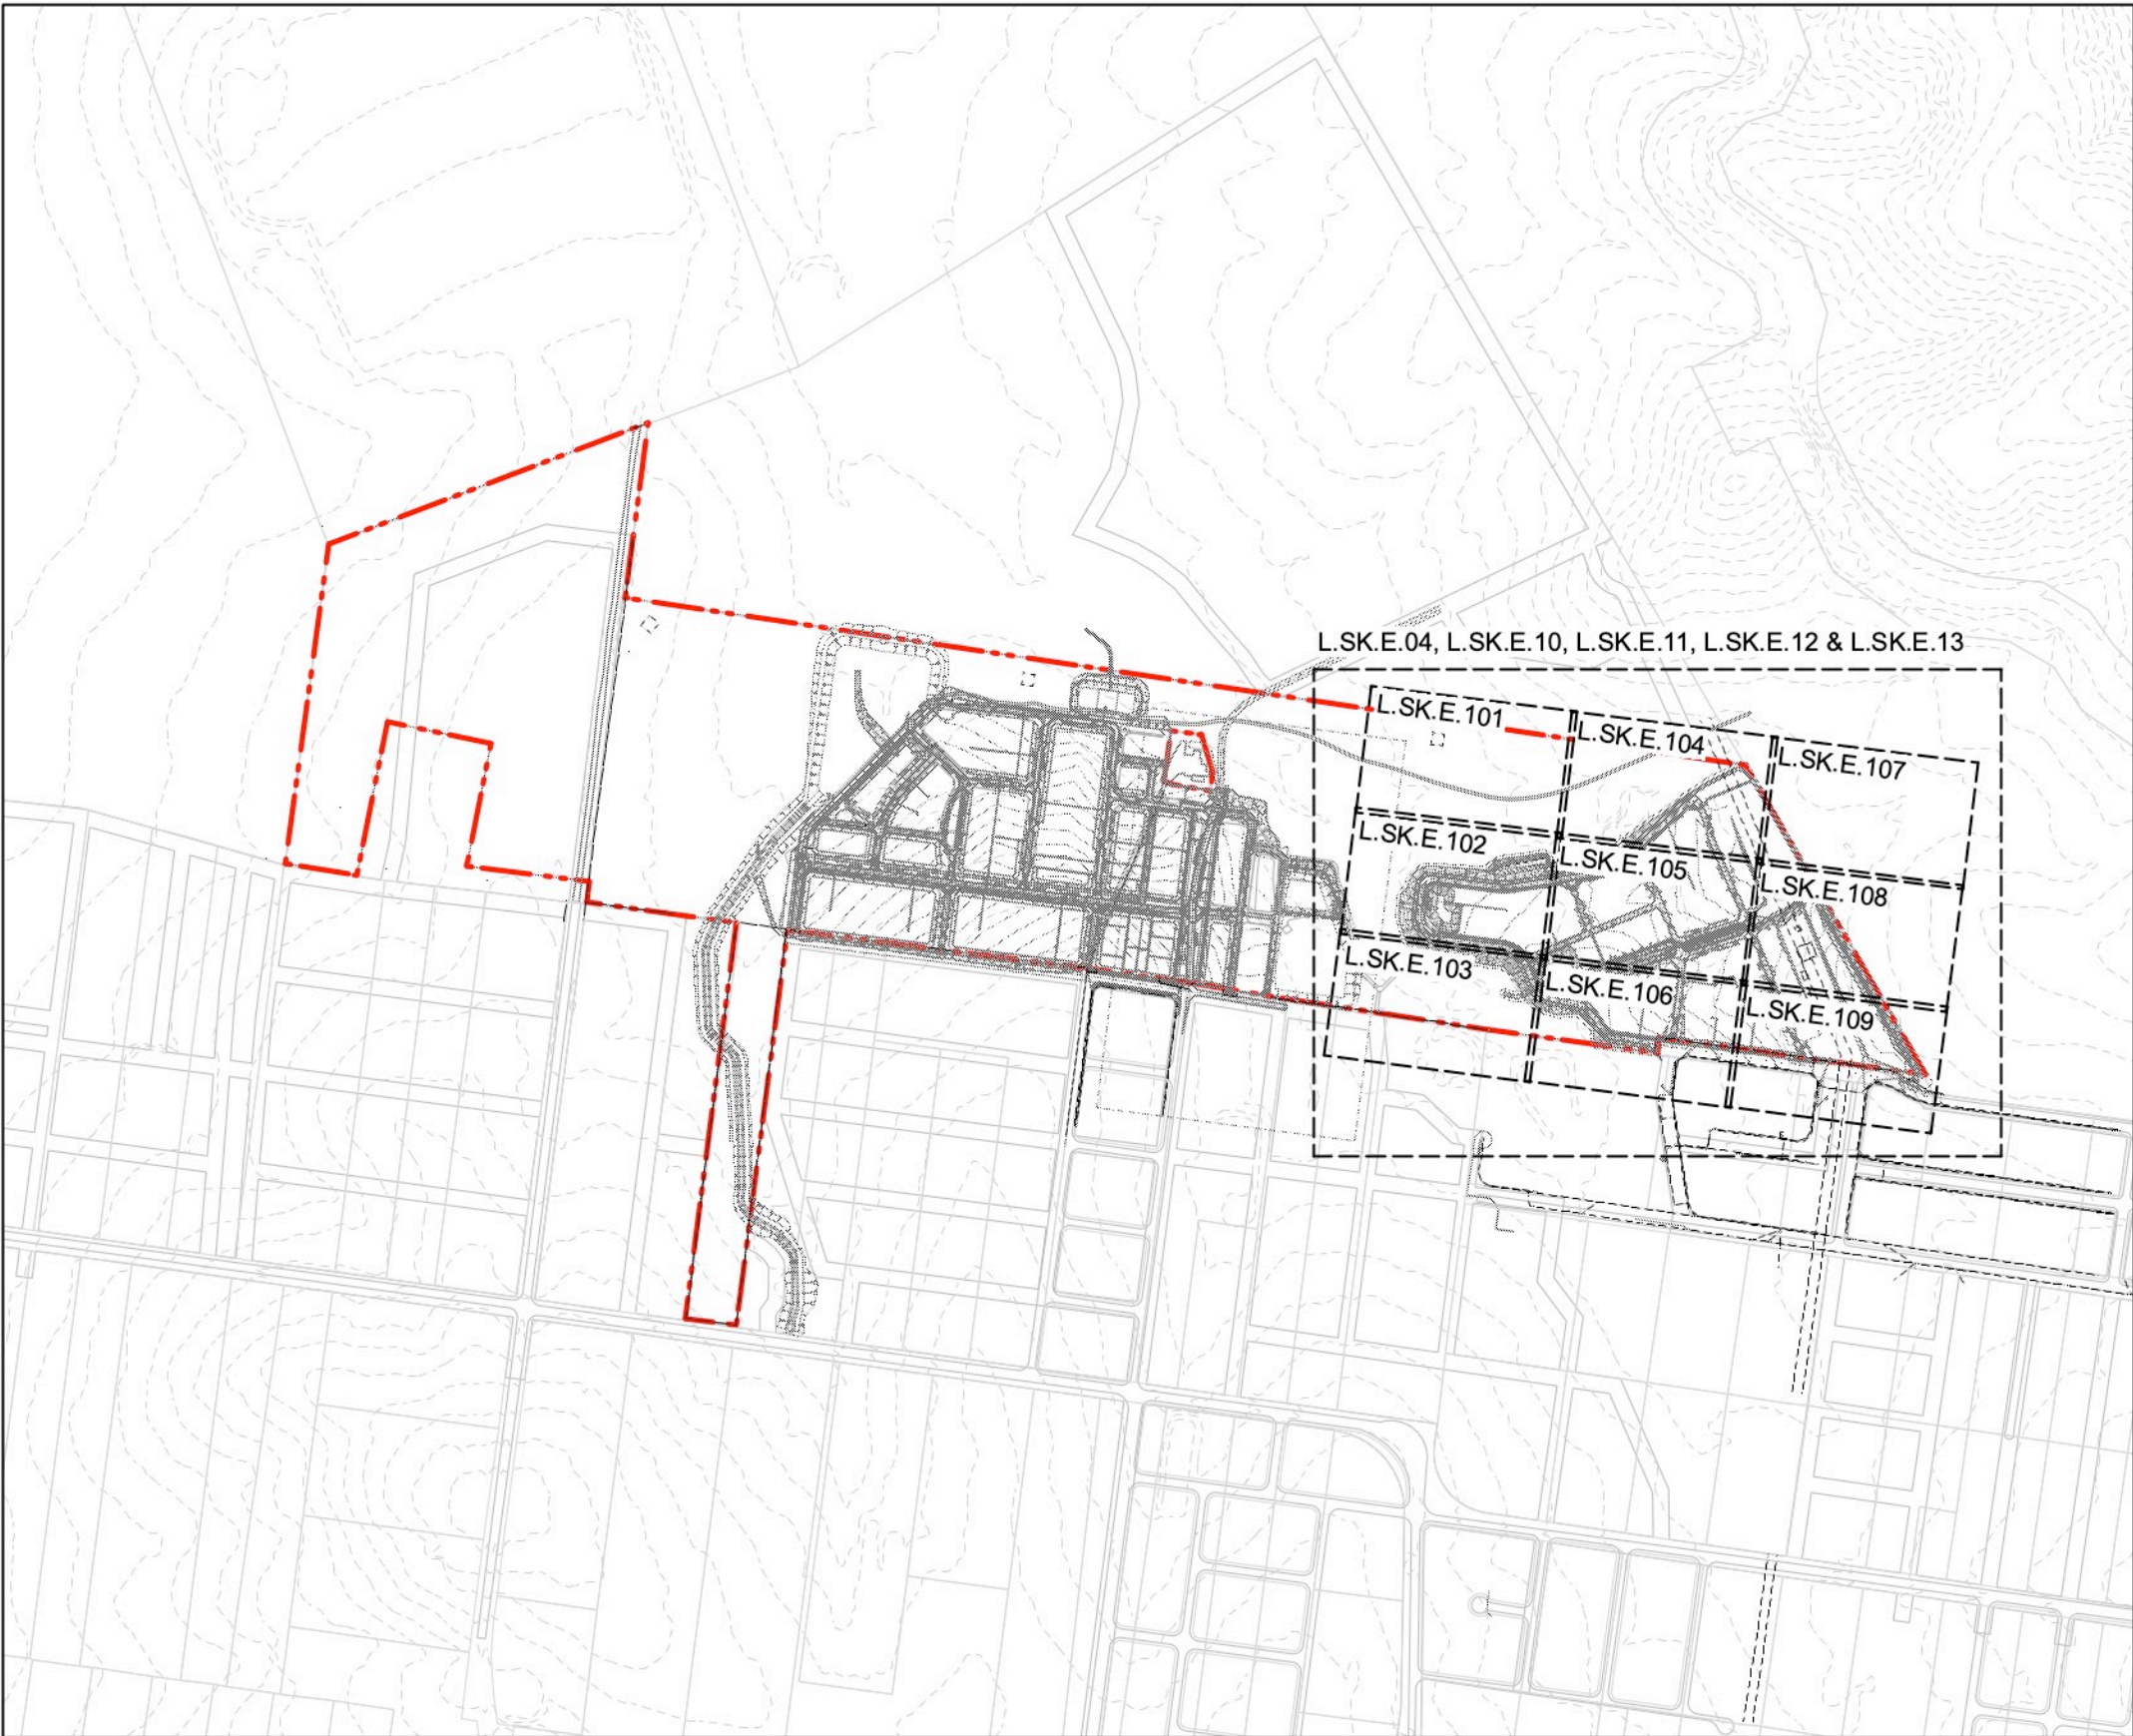 L.SK.E.04, L.SK.E.10, L.SK.E.11, L.SK.E.12 & L.SK.E.13
L.SK.E.101
L.SK.E.104
L.SK.E.107
L.SK.E.102
L.SK.E.105
L.SK.E.108
L.SK.E.103
L.SK.E.106
L.SK.E.109